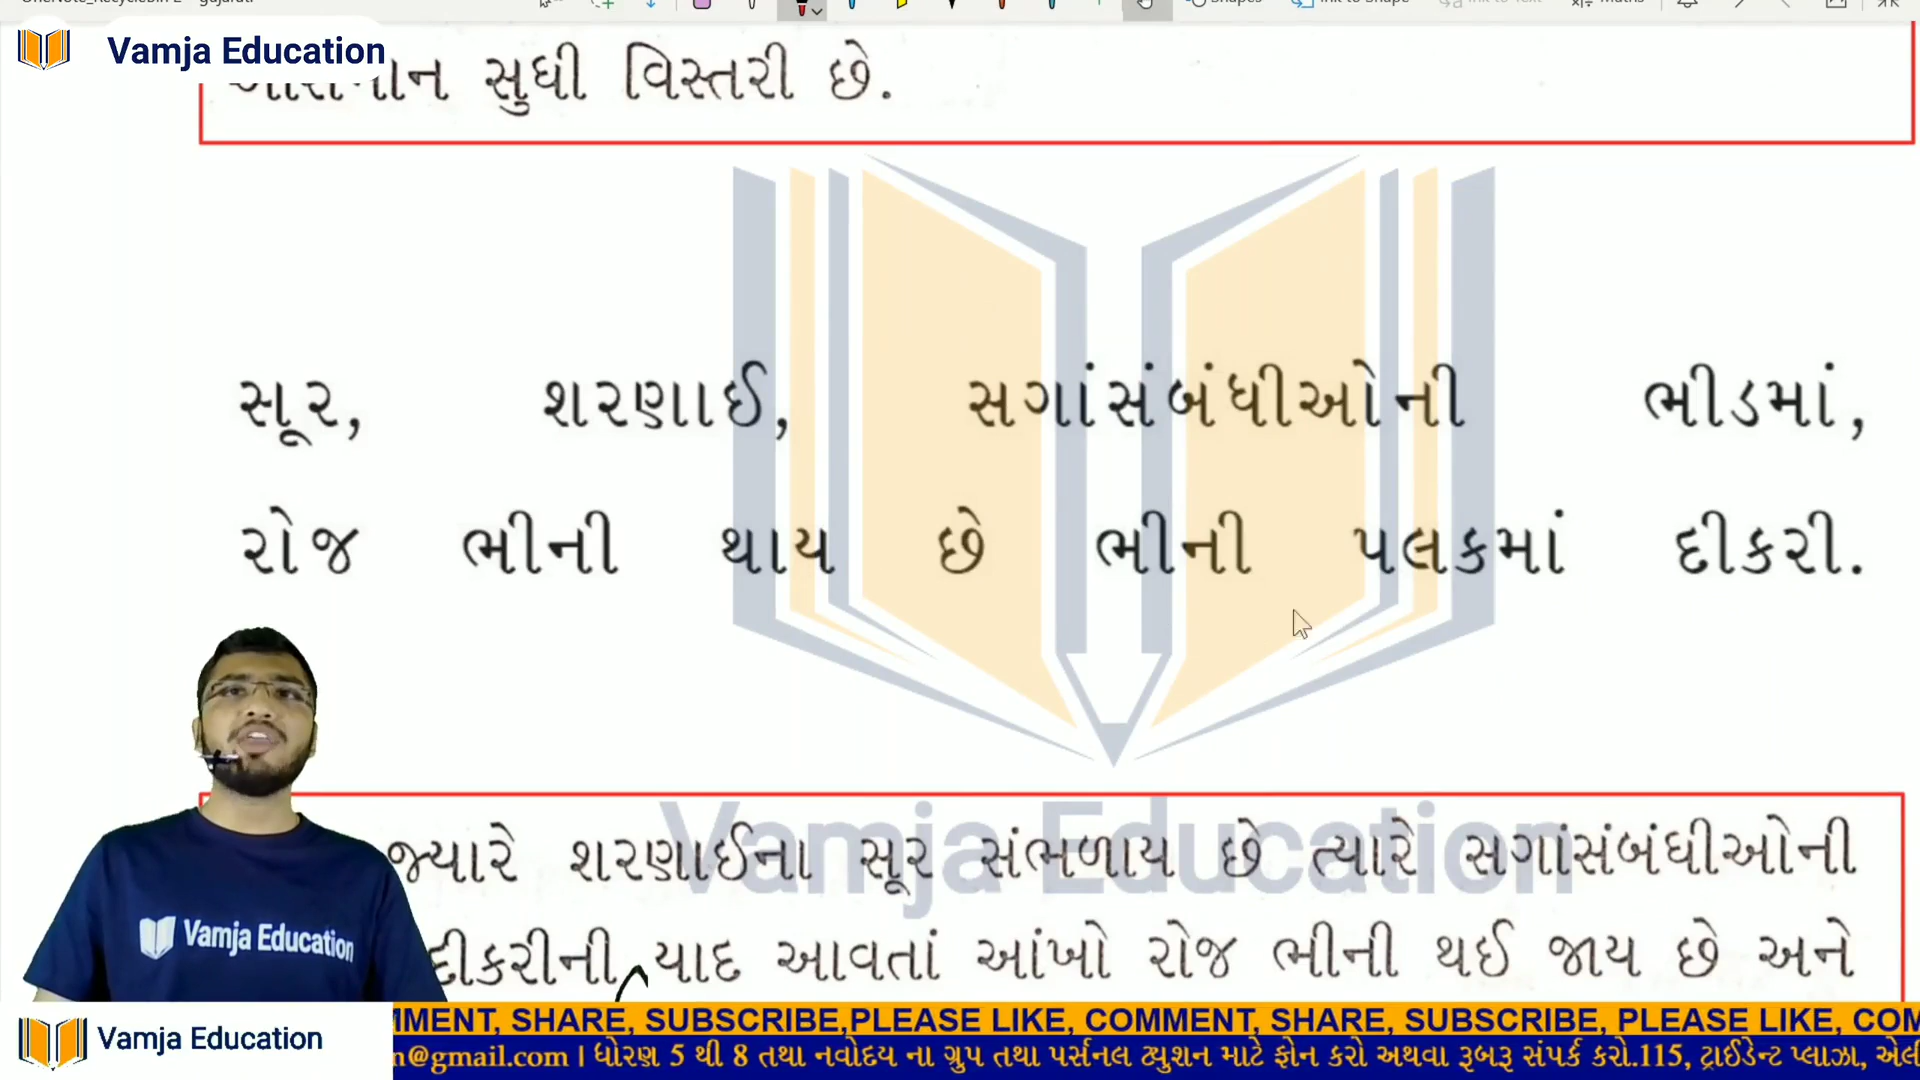 Vamja Education
સુધી વિસ્તરી છે.
સૂર, શરણાઈ, સગાંસંબંધીઓની ભીડમાં,
રોજ ભીની થાય છે ભીની પલકમાં દીકરી.
જ્યારે શરણાઈના સૂર સંભળાય છે ત્યારે સગાંસંબંધીઓની
દીકરીની યાદ આવતાં આંખો રોજ ભીની થઈ જાય છે અને
Vamja Education
Vamja Education
Vamja Education
SHARE, SUBSCRIBE,PLEASE LIKE, COMMENT, SHARE, SUBSCRIBE, PLEASE LIKE,
@gmail.com | ધોરણ 5 થી 8 તથા નવોદય ના ગ્રુપ તથા પર્સનલ ટ્યુશન માટે ફોન કરો અથવા રૂબરૂ સંપર્ક કરો.115, ટ્રાઈડેન્ટ પ્લાઝા,